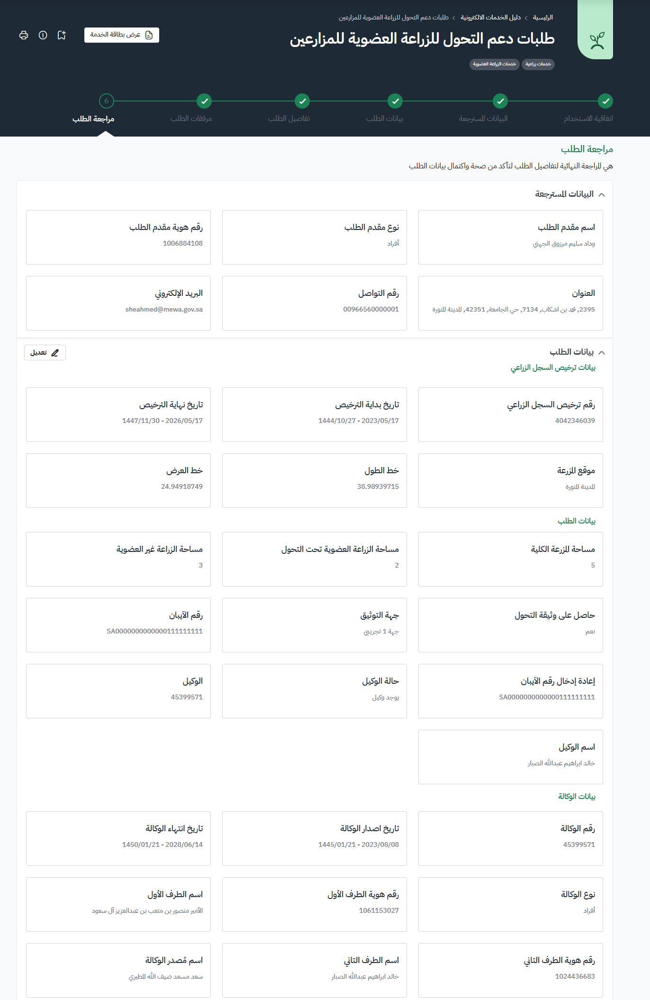 الرئيسية > دليل الخدمات الالكترونية > طلبات دعم التحول للزراعة العضوية للمزارعين
طلبات دعم التحول للزراعة العضوية للمزارعين
عرض بطاقة الخدمة
خدمات زراعية خدمات الزراعة العضوية
6
اتفاقية الاستخدام البيانات المسترجعة بيانات الطلب تفاصيل الطلب مرفقات الطلب مراجعة الطلب
مراجعة الطلب
هي المراجعة النهائية لتفاصيل الطلب لتأكد من صحة واكتمال بيانات الطلب
البيانات المسترجعة
اسم مقدم الطلب نوع مقدم الطلب رقم هوية مقدم الطلب
وداد سليم مرزوق الجهني أفراد 1006884108
العنوان رقم التواصل البريد الإلكتروني
2395, محمد بن اشكاب, 7134, حي الجامعة, 42351, المدينة المنورة 00966560000001 sheahmed@mewa.gov.sa
بيانات الطلب تعديل
بيانات ترخيص السجل الزراعي
رقم ترخيص السجل الزراعي تاريخ بداية الترخيص تاريخ نهاية الترخيص
4042346039 1444/10/27 - 2023/05/17 1447/11/30 - 2026/05/17
موقع المزرعة خط الطول خط العرض
المدينة المنورة 38.98939715 24.94918749
بيانات الطلب
مساحة المزرعة الكلية مساحة الزراعة العضوية تحت التحول مساحة الزراعة غير العضوية
5 2 3
حاصل على وثيقة التحول جهة التوثيق رقم الآيبان
نعم جهة 1 تجريبي SA0000000000000111111111
إعادة إدخال رقم الآيبان حالة الوكيل الوكيل
SA0000000000000111111111 يوجد وكيل 45399571
اسم الوكيل
خالد ابراهيم عبدالله الصبار
بيانات الوكالة
رقم الوكالة تاريخ اصدار الوكالة تاريخ انتهاء الوكالة
45399571 1445/01/21 - 2023/08/08 1450/01/21 - 2028/06/14
نوع الوكالة رقم هوية الطرف الأول اسم الطرف الأول
أفراد 1061153027 الأمير منصور بن متعب بن عبدالعزيز آل سعود
رقم هوية الطرف الثاني اسم الطرف الثاني اسم مُصدر الوكالة
1024436683 خالد ابراهيم عبدالله الصبار سعد مسعد ضيف الله المطيري